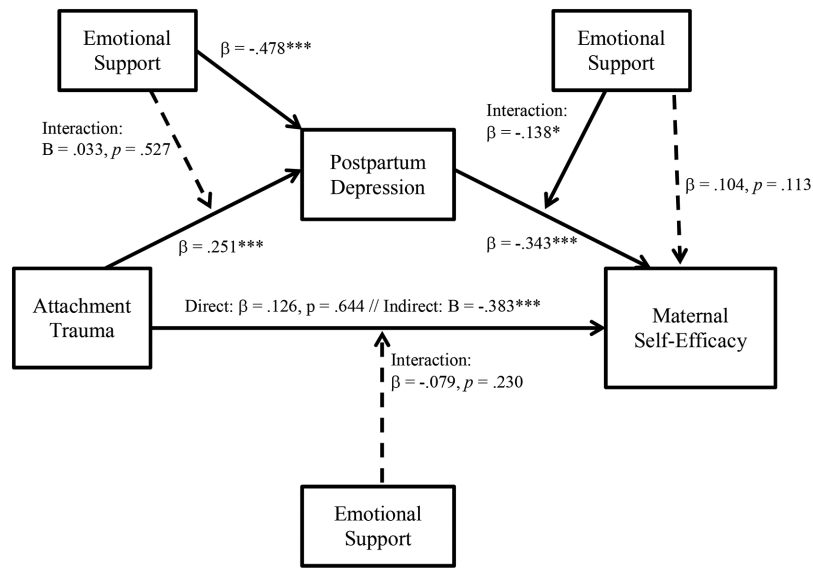 Emotional
Support
β = -.478***
Emotional
Support
Interaction:
B = .033, p = .527
Interaction:
β = -.138*
Postpartum
Depression
β = .104, p = .113
β = .251***
β = -.343***
Attachment
Trauma
Direct: β = .126, p = .644 // Indirect: B = -.383***
Maternal
Self-Efficacy
Interaction:
β = -.079, p = .230
Emotional
Support